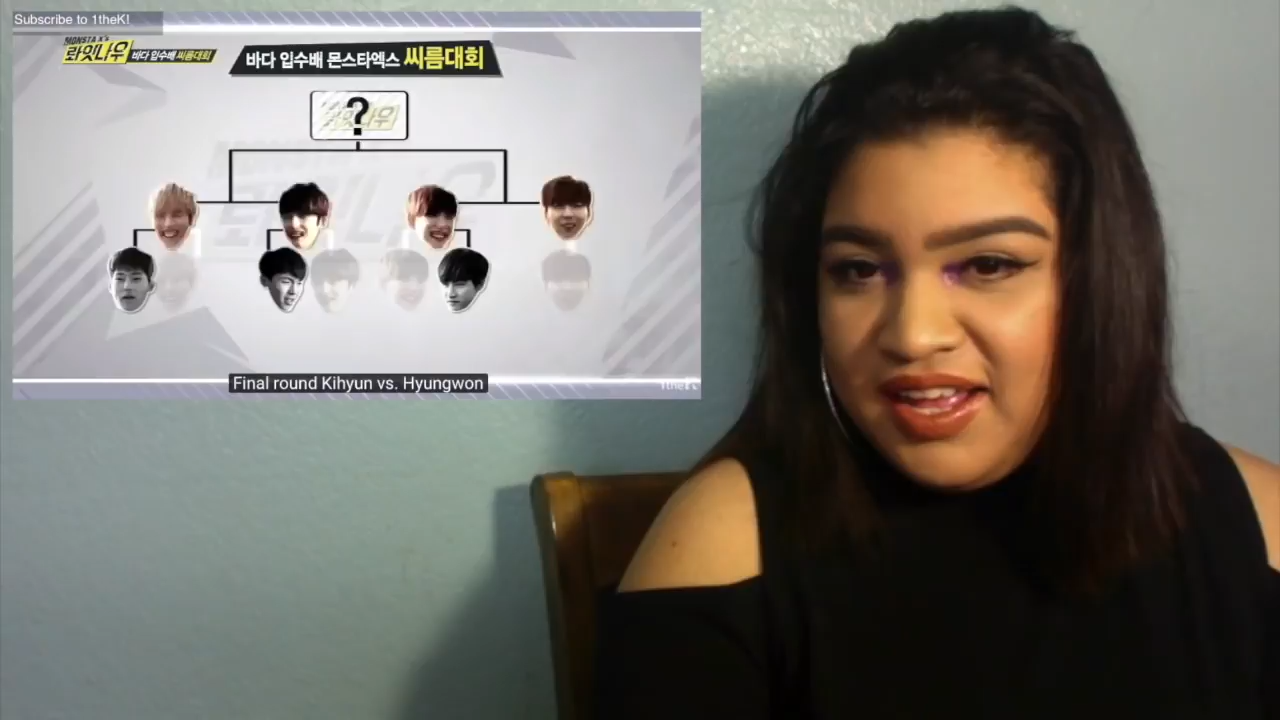 Subscribe to 1theK!
MONSTA X's
롸잇나우 바다 입수배 씨름대회
바다 입수배 몬스타엑스 씨름대회
?
Final round Kihyun vs. Hyungwon
1theK